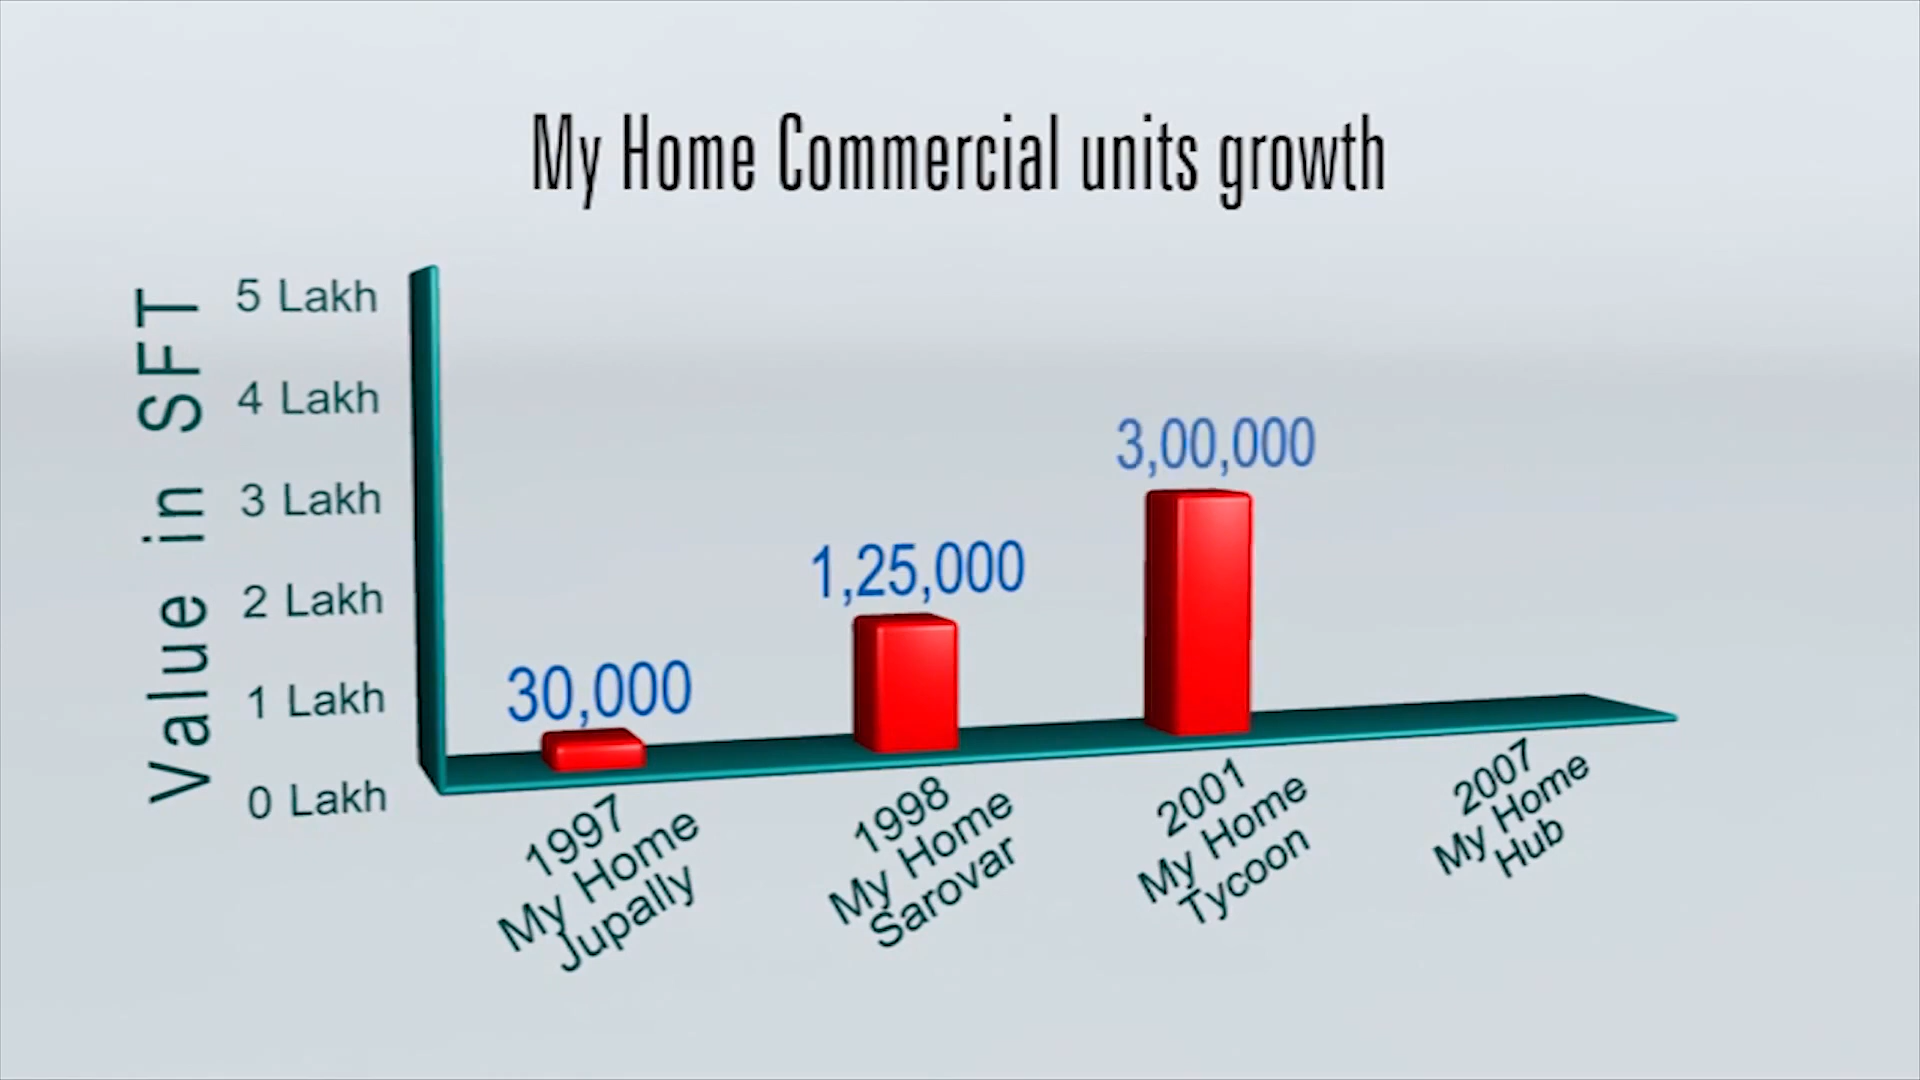 My Home Commercial units growth
Value in SFT
5 Lakh
4 Lakh
3 Lakh
2 Lakh
1 Lakh
0 Lakh
30,000
1,25,000
3,00,000
1997
My Home
Jupally
1998
My Home
Sarovar
2001
My Home
Tycoon
2007
My Home
Hub